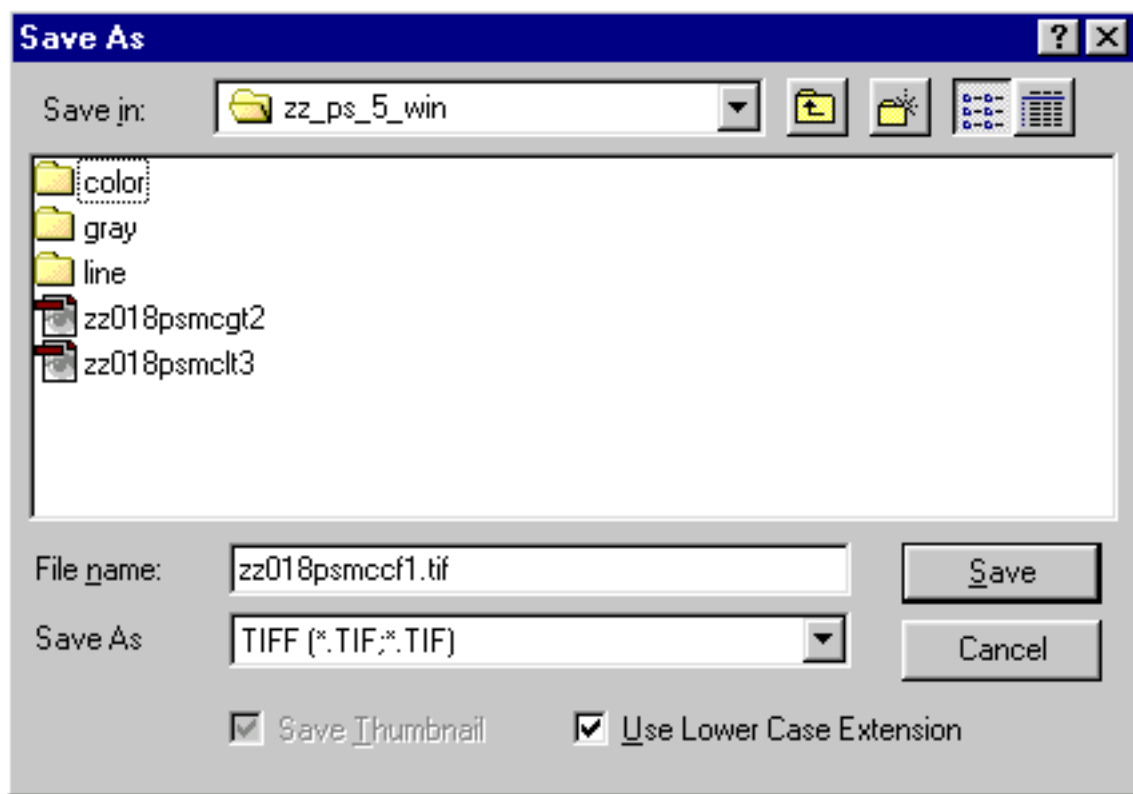 Save As
Save in: zz_ps_5_win
color
gray
line
zz018psmcgt2
zz018psmclt3
File name: zz018psmccf1.tif Save
Save As TIFF (*.TIF;*.TIF) Cancel
Save Thumbnail Use Lower Case Extension